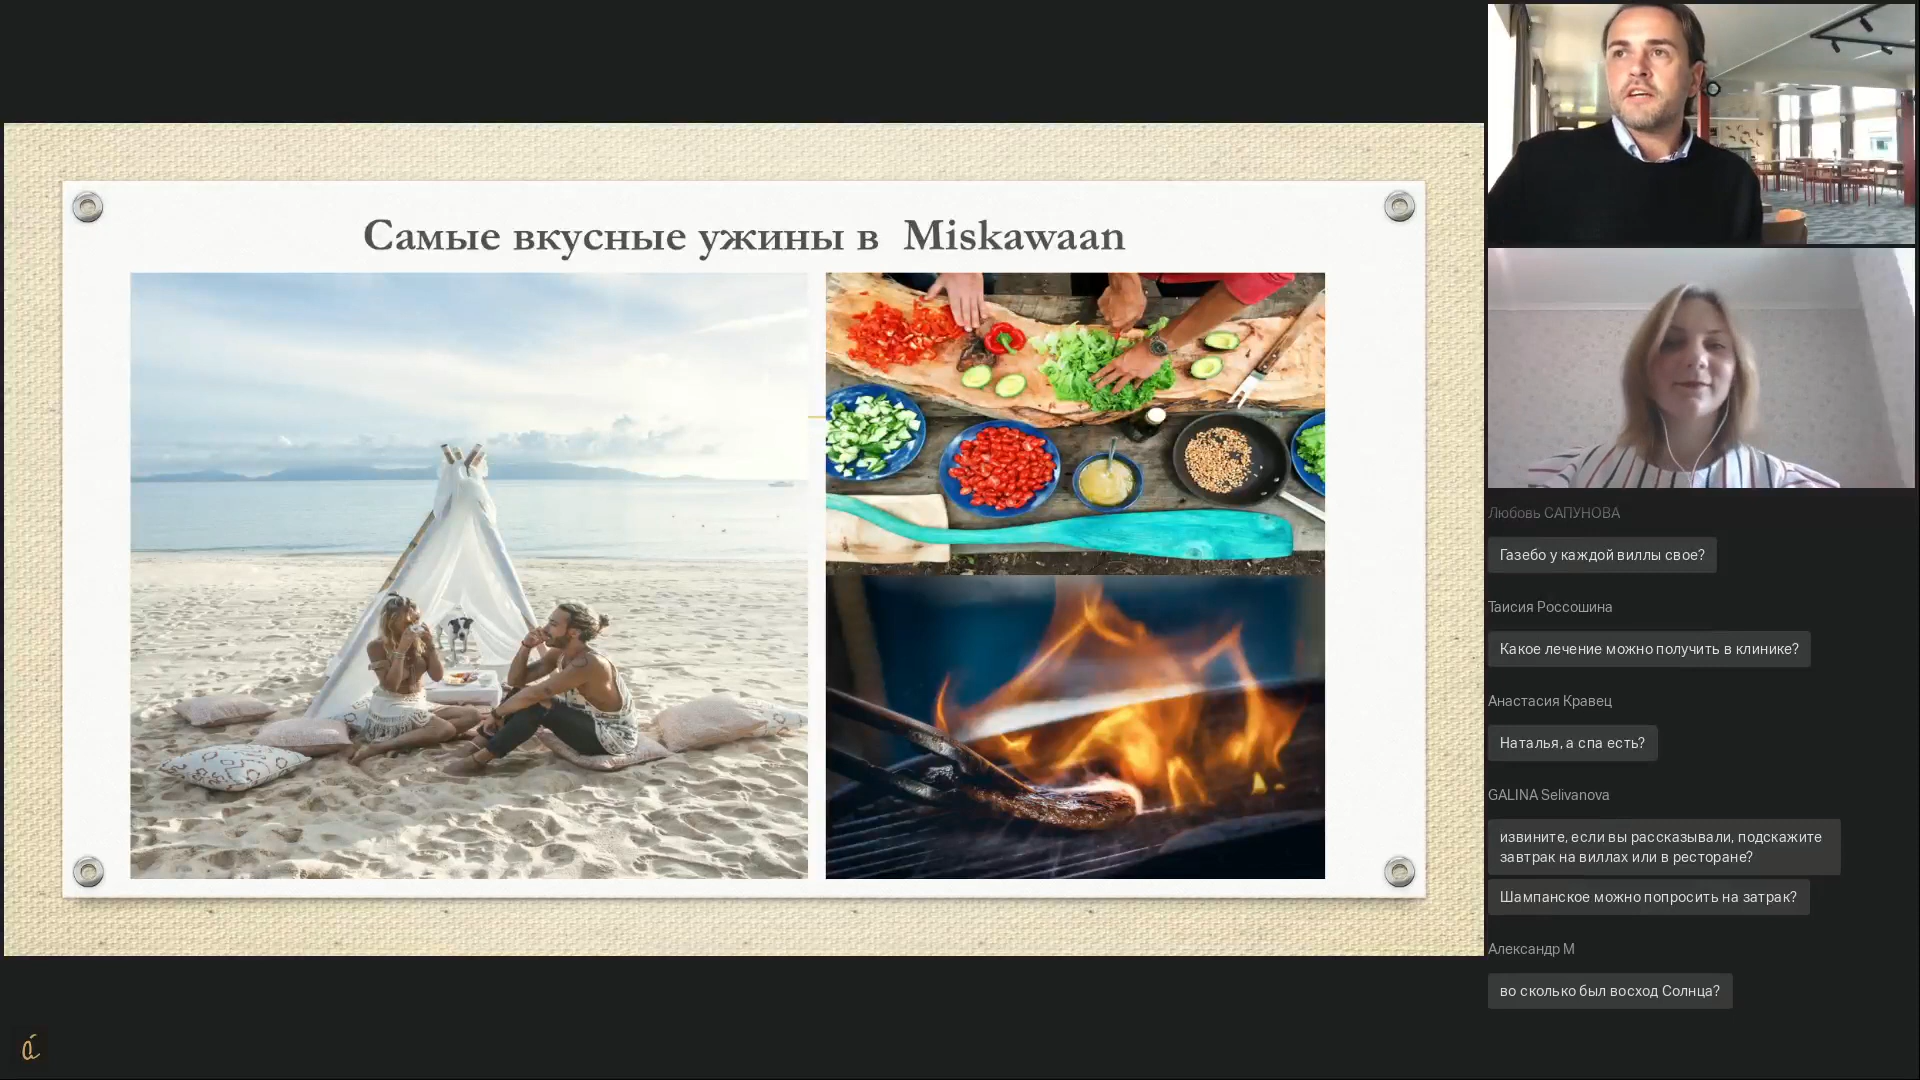 Самые вкусные ужины в Miskawaan
Любовь САПУНОВА
Газебо у каждой виллы свое?
Таисия Россошина
Какое лечение можно получить в клинике?
Анастасия Кравец
Наталья, а спа есть?
GALINA Selivanova
извините, если вы рассказывали, подскажите
завтрак на виллах или в ресторане?
Шампанское можно попросить на затрак?
Александр М
во сколько был восход Солнца?
á